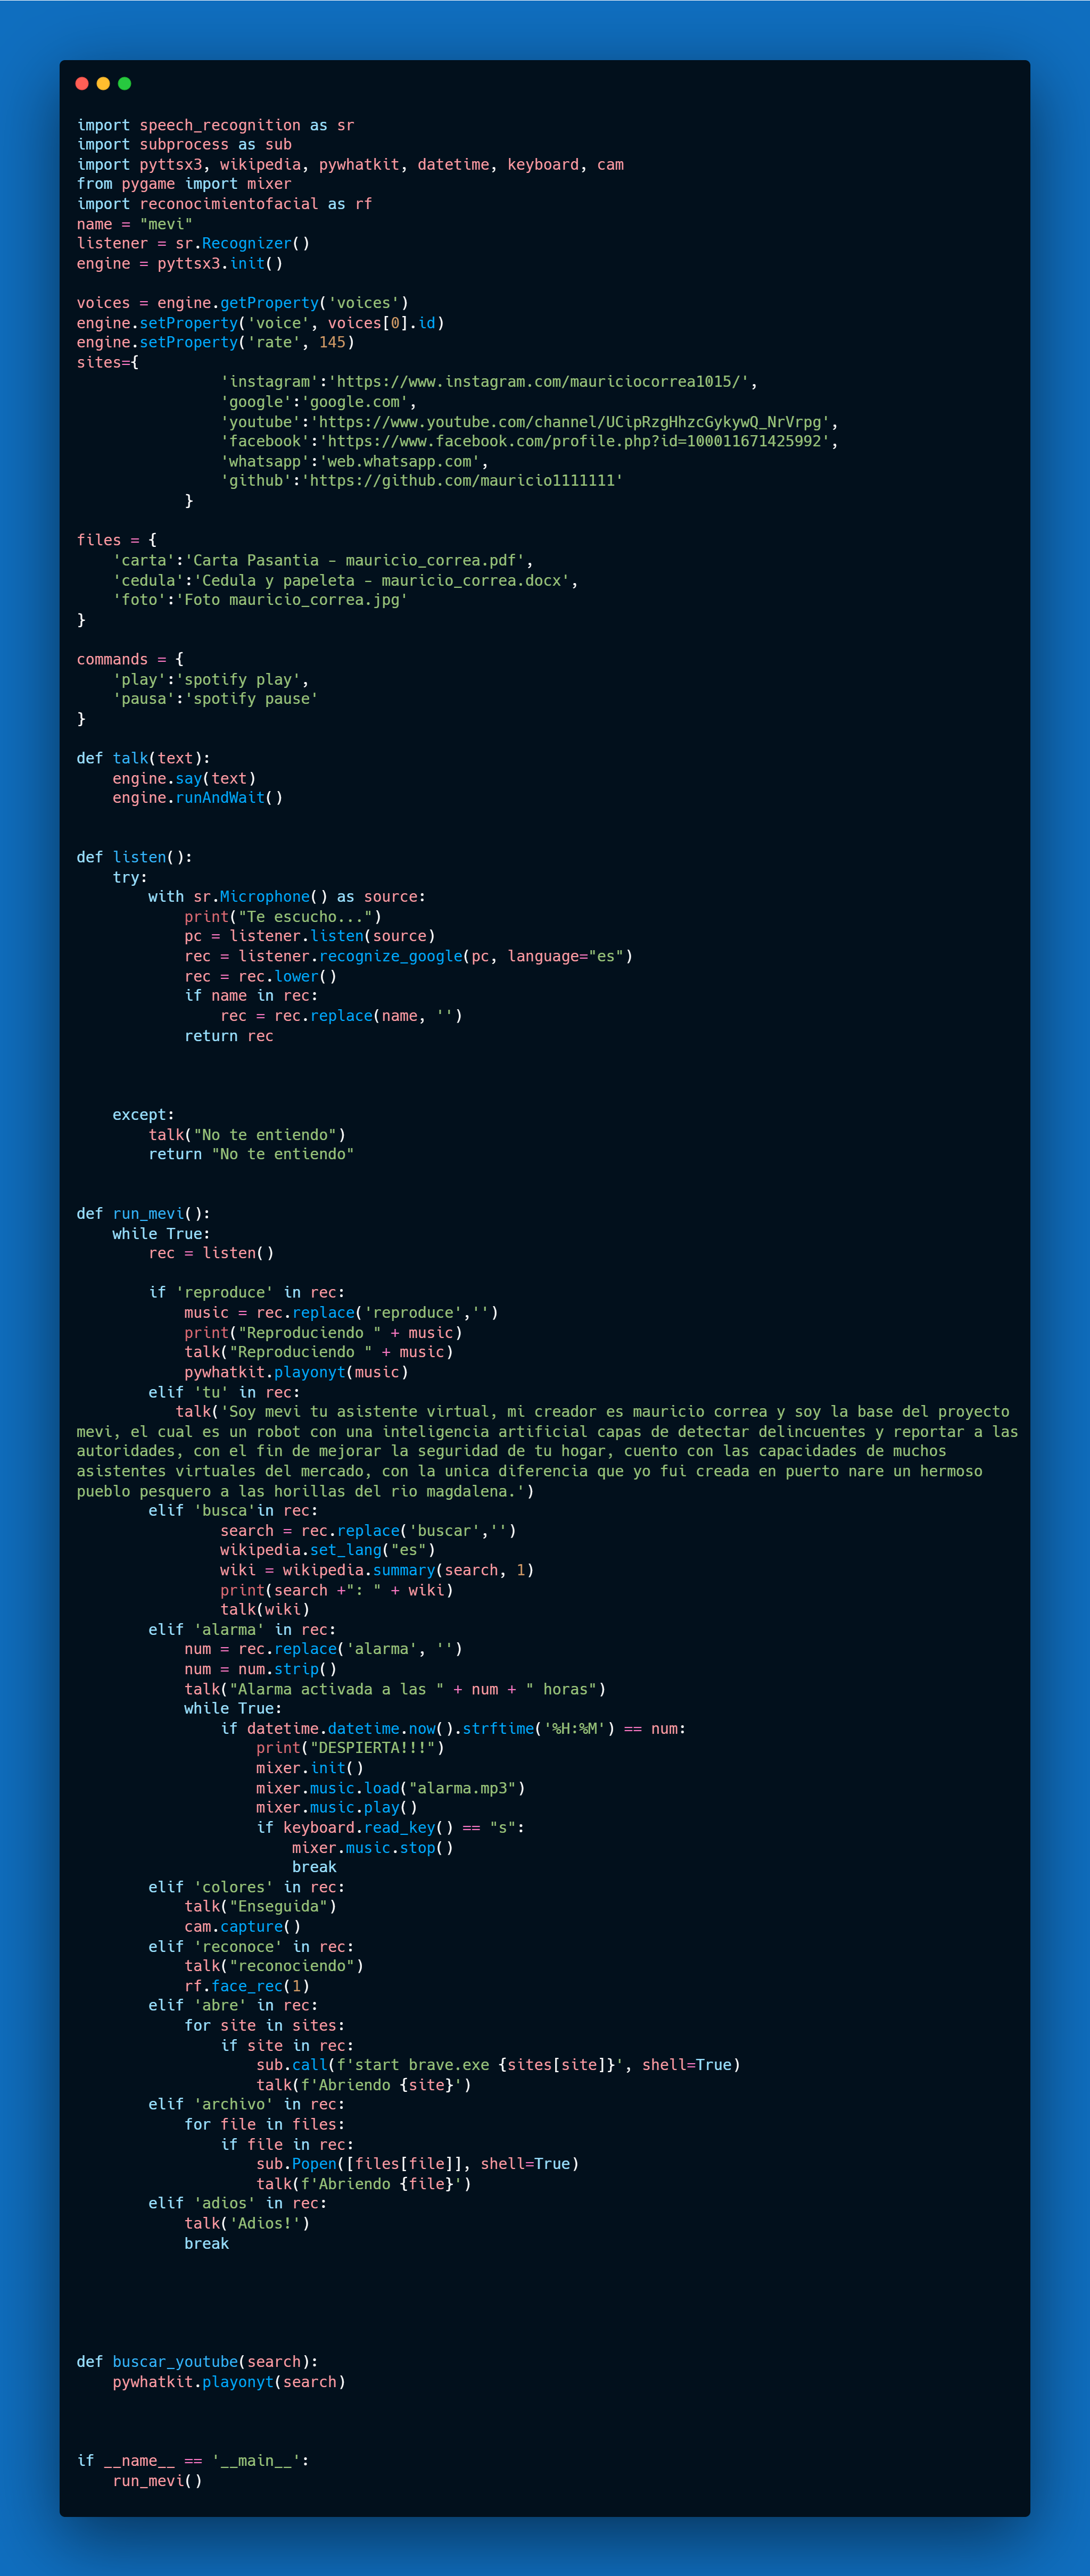 import speech_recognition as sr
import subprocess as sub
import pyttsx3, wikipedia, pywhatkit, datetime, keyboard, cam
from pygame import mixer
import reconocimientofacial as rf
name = "mevi"
listener = sr.Recognizer()
engine = pyttsx3.init()

voices = engine.getProperty('voices')
engine.setProperty('voice', voices[0].id)
engine.setProperty('rate', 145)
sites={
                'instagram':'https://www.instagram.com/mauriciocorrea1015/',
                'google':'google.com',
                'youtube':'https://www.youtube.com/channel/UCipRzgHhzcGykywQ_NrVrpg',
                'facebook':'https://www.facebook.com/profile.php?id=100011671425992',
                'whatsapp':'web.whatsapp.com',
                'github':'https://github.com/mauricio1111111'
            }

files = {
    'carta':'Carta Pasantia - mauricio_correa.pdf',
    'cedula':'Cedula y papeleta - mauricio_correa.docx',
    'foto':'Foto mauricio_correa.jpg'
}

commands = {
    'play':'spotify play',
    'pausa':'spotify pause'
}

def talk(text):
    engine.say(text)
    engine.runAndWait()


def listen():
    try:
        with sr.Microphone() as source:
            print("Te escucho...")
            pc = listener.listen(source)
            rec = listener.recognize_google(pc, language="es")
            rec = rec.lower()
            if name in rec:
                rec = rec.replace(name, '')
            return rec




    except:
        talk("No te entiendo")
        return "No te entiendo"


def run_mevi():
    while True:
        rec = listen()

        if 'reproduce' in rec:
            music = rec.replace('reproduce','')
            print("Reproduciendo " + music)
            talk("Reproduciendo " + music)
            pywhatkit.playonyt(music)
        elif 'tu' in rec:
           talk('Soy mevi tu asistente virtual, mi creador es mauricio correa y soy la base del proyecto
mevi, el cual es un robot con una inteligencia artificial capas de detectar delincuentes y reportar a las
autoridades, con el fin de mejorar la seguridad de tu hogar, cuento con las capacidades de muchos
asistentes virtuales del mercado, con la unica diferencia que yo fui creada en puerto nare un hermoso
pueblo pesquero a las horillas del rio magdalena.')
        elif 'busca'in rec:
                search = rec.replace('buscar','')
                wikipedia.set_lang("es")
                wiki = wikipedia.summary(search, 1)
                print(search +": " + wiki)
                talk(wiki)
        elif 'alarma' in rec:
            num = rec.replace('alarma', '')
            num = num.strip()
            talk("Alarma activada a las " + num + " horas")
            while True:
                if datetime.datetime.now().strftime('%H:%M') == num:
                    print("DESPIERTA!!!")
                    mixer.init()
                    mixer.music.load("alarma.mp3")
                    mixer.music.play()
                    if keyboard.read_key() == "s":
                        mixer.music.stop()
                        break
        elif 'colores' in rec:
            talk("Enseguida")
            cam.capture()
        elif 'reconoce' in rec:
            talk("reconociendo")
            rf.face_rec(1)
        elif 'abre' in rec:
            for site in sites:
                if site in rec:
                    sub.call(f'start brave.exe {sites[site]}', shell=True)
                    talk(f'Abriendo {site}')
        elif 'archivo' in rec:
            for file in files:
                if file in rec:
                    sub.Popen([files[file]], shell=True)
                    talk(f'Abriendo {file}')
        elif 'adios' in rec:
            talk('Adios!')
            break





def buscar_youtube(search):
    pywhatkit.playonyt(search)



if __name__ == '__main__':
    run_mevi()